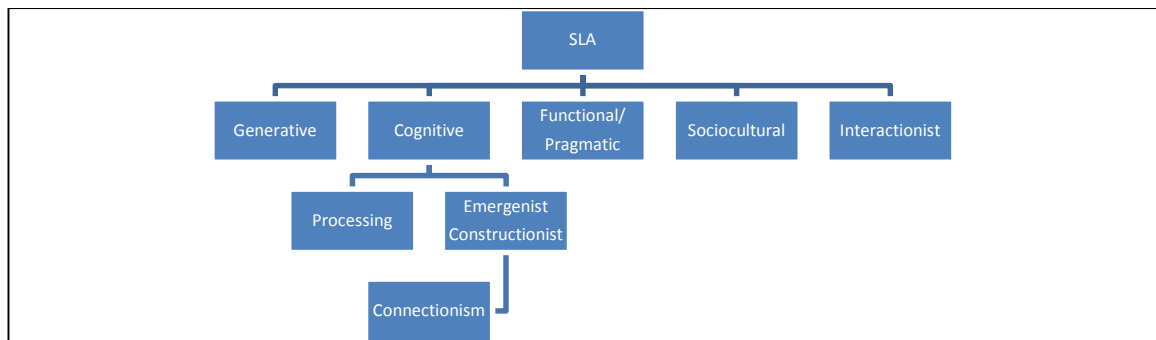 SLA
Generative
Cognitive
Functional/
Pragmatic
Sociocultural
Interactionist
Processing
Emergenist
Constructionist
Connectionism